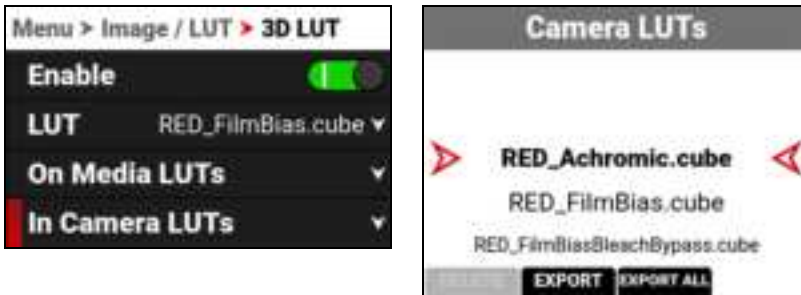 Menu > Image / LUT > 3D LUT
Enable
LUT RED_FilmBias.cube
On Media LUTs
In Camera LUTs
Camera LUTs
RED_Achromic.cube
RED_FilmBias.cube
RED_FilmBiasBleachBypass.cube
EXPORT EXPORT ALL